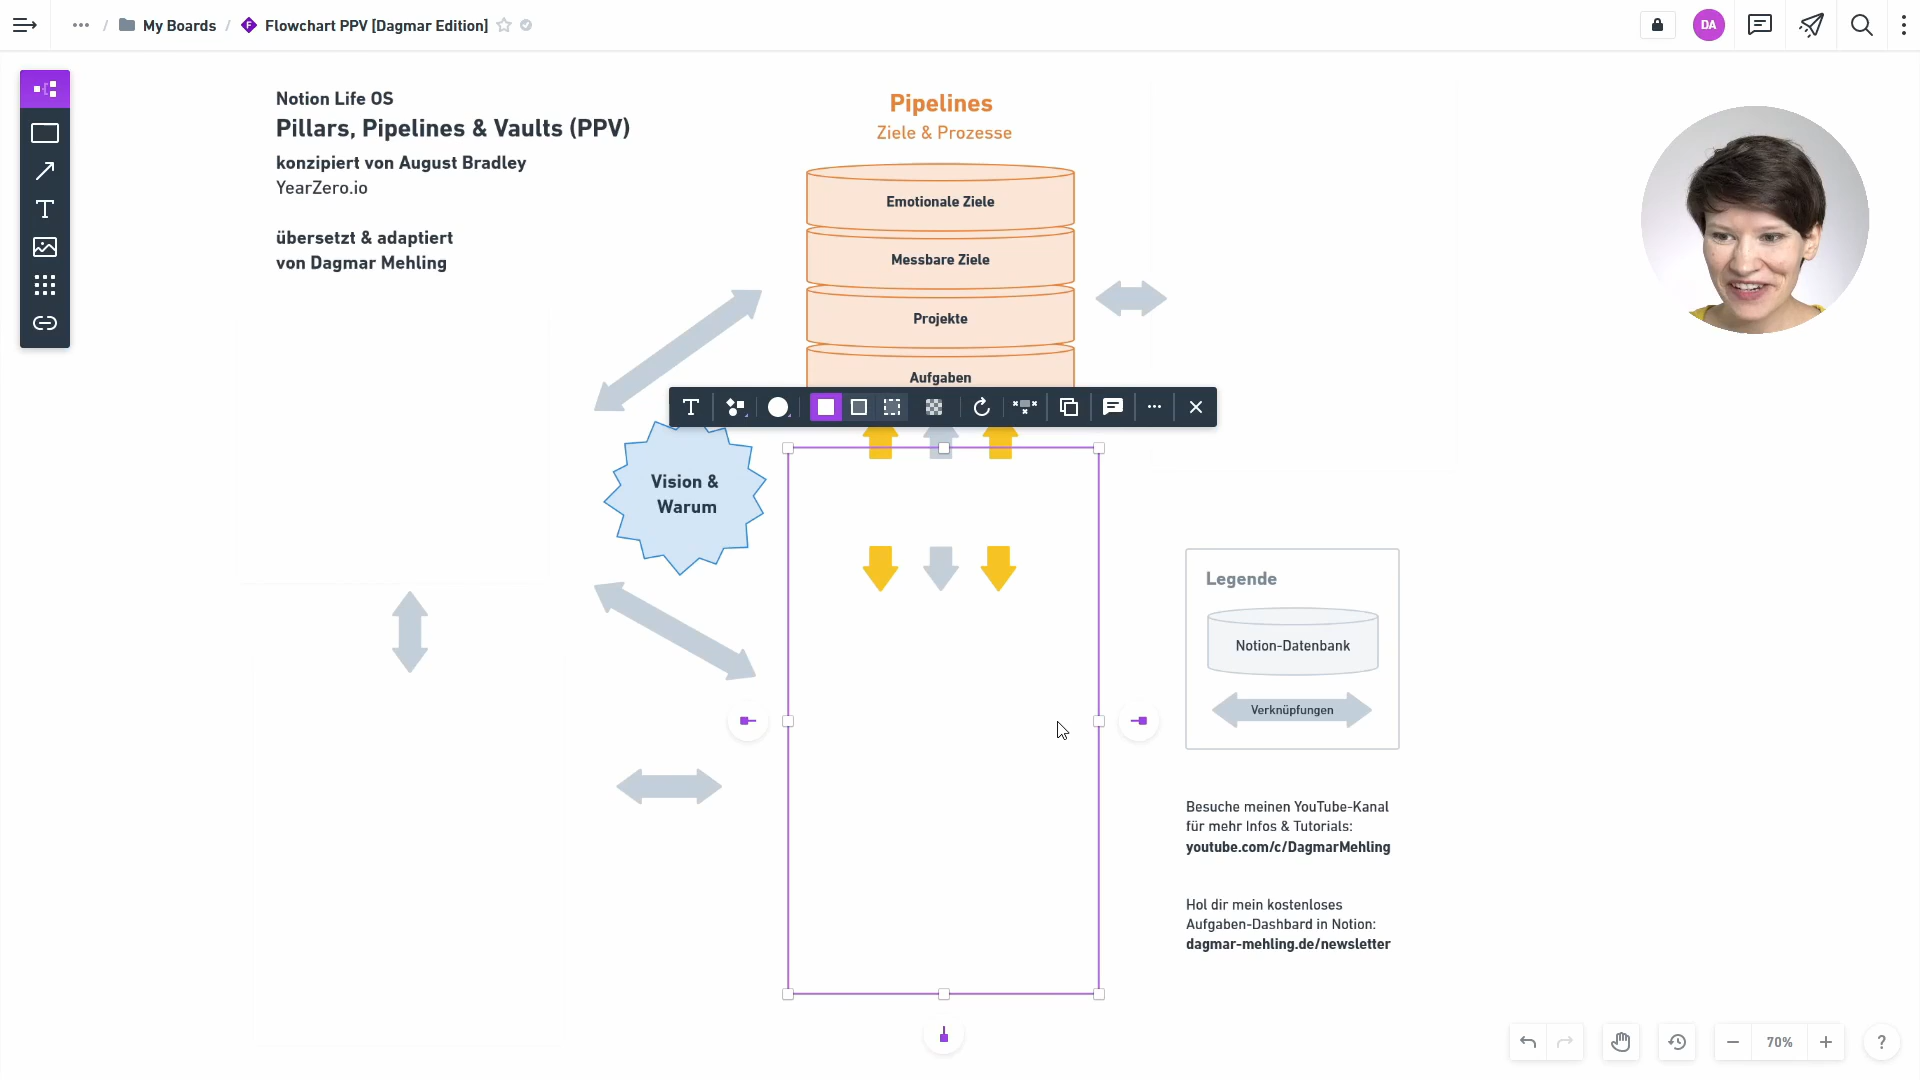 My Boards / Flowchart PPV [Dagmar Edition]
DA
Notion Life OS
Pillars, Pipelines & Vaults (PPV)
konzipiert von August Bradley
YearZero.io
übersetzt & adaptiert
von Dagmar Mehling
Pipelines
Ziele & Prozesse
Emotionale Ziele
Messbare Ziele
Projekte
Aufgaben
Vision &
Warum
Legende
Notion-Datenbank
Verknüpfungen
Besuche meinen YouTube-Kanal
für mehr Infos & Tutorials:
youtube.com/c/DagmarMehling
Hol dir mein kostenloses
Aufgaben-Dashbard in Notion:
dagmar-mehling.de/newsletter
70%